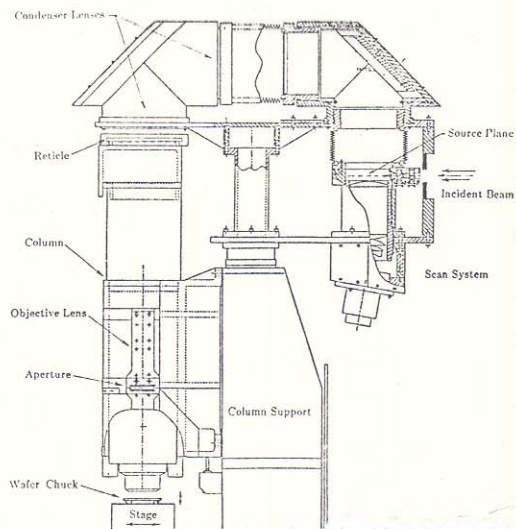 Condenser Lenses
Source Plane
Reticle
Incident Beam
Column
Scan System
Objective Lens
Aperture
Column Support
Wafer Chuck
Stage